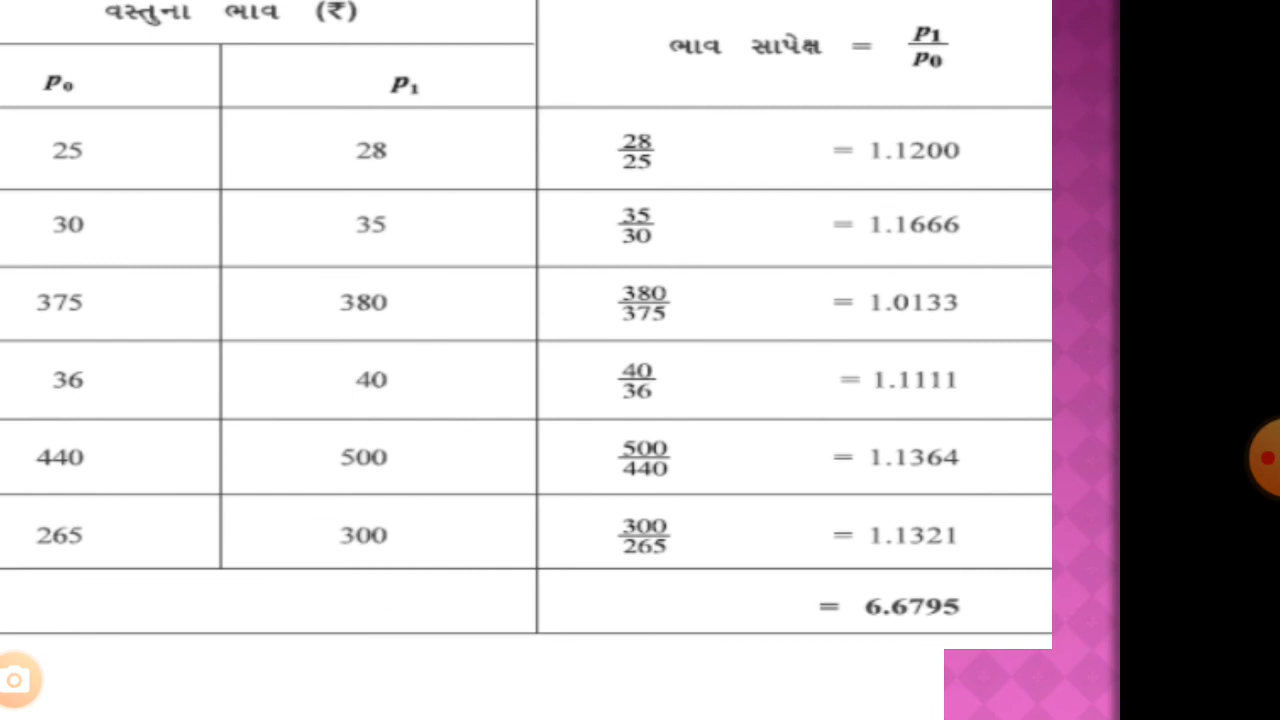 વસ્તુના ભાવ (₹)
ભાવ સાપેક્ષ = p1/p0
p0 p1
25 28 28/25 = 1.1200
30 35 35/30 = 1.1666
375 380 380/375 = 1.0133
36 40 40/36 = 1.1111
440 500 500/440 = 1.1364
265 300 300/265 = 1.1321
= 6.6795